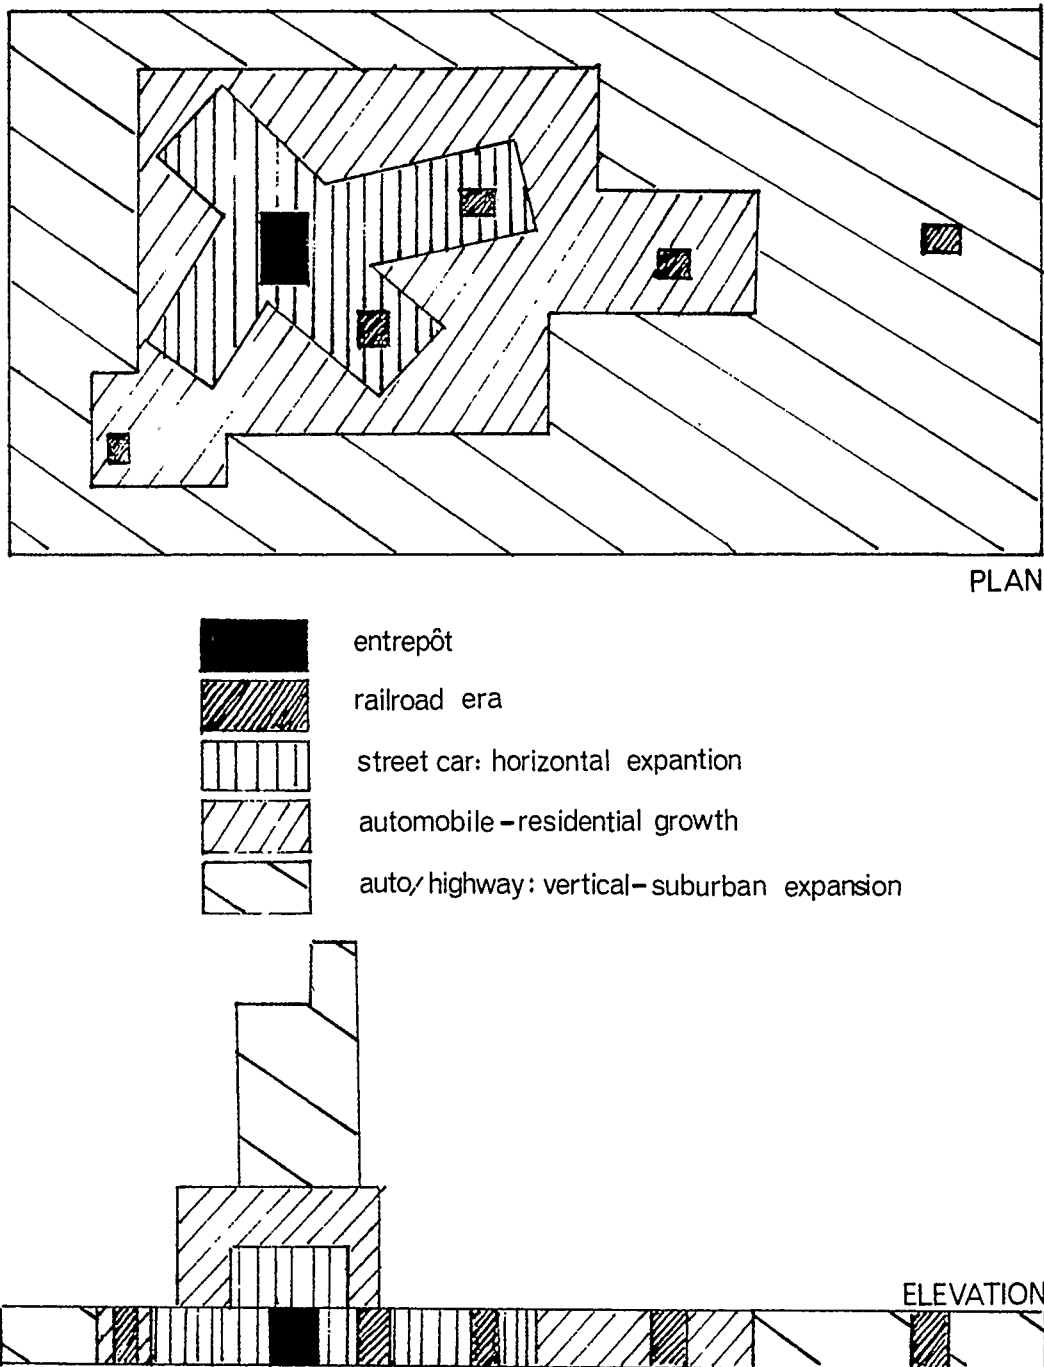 PLAN
entrepôt
railroad era
street car: horizontal expantion
automobile-residential growth
auto/highway: vertical-suburban expansion
ELEVATION